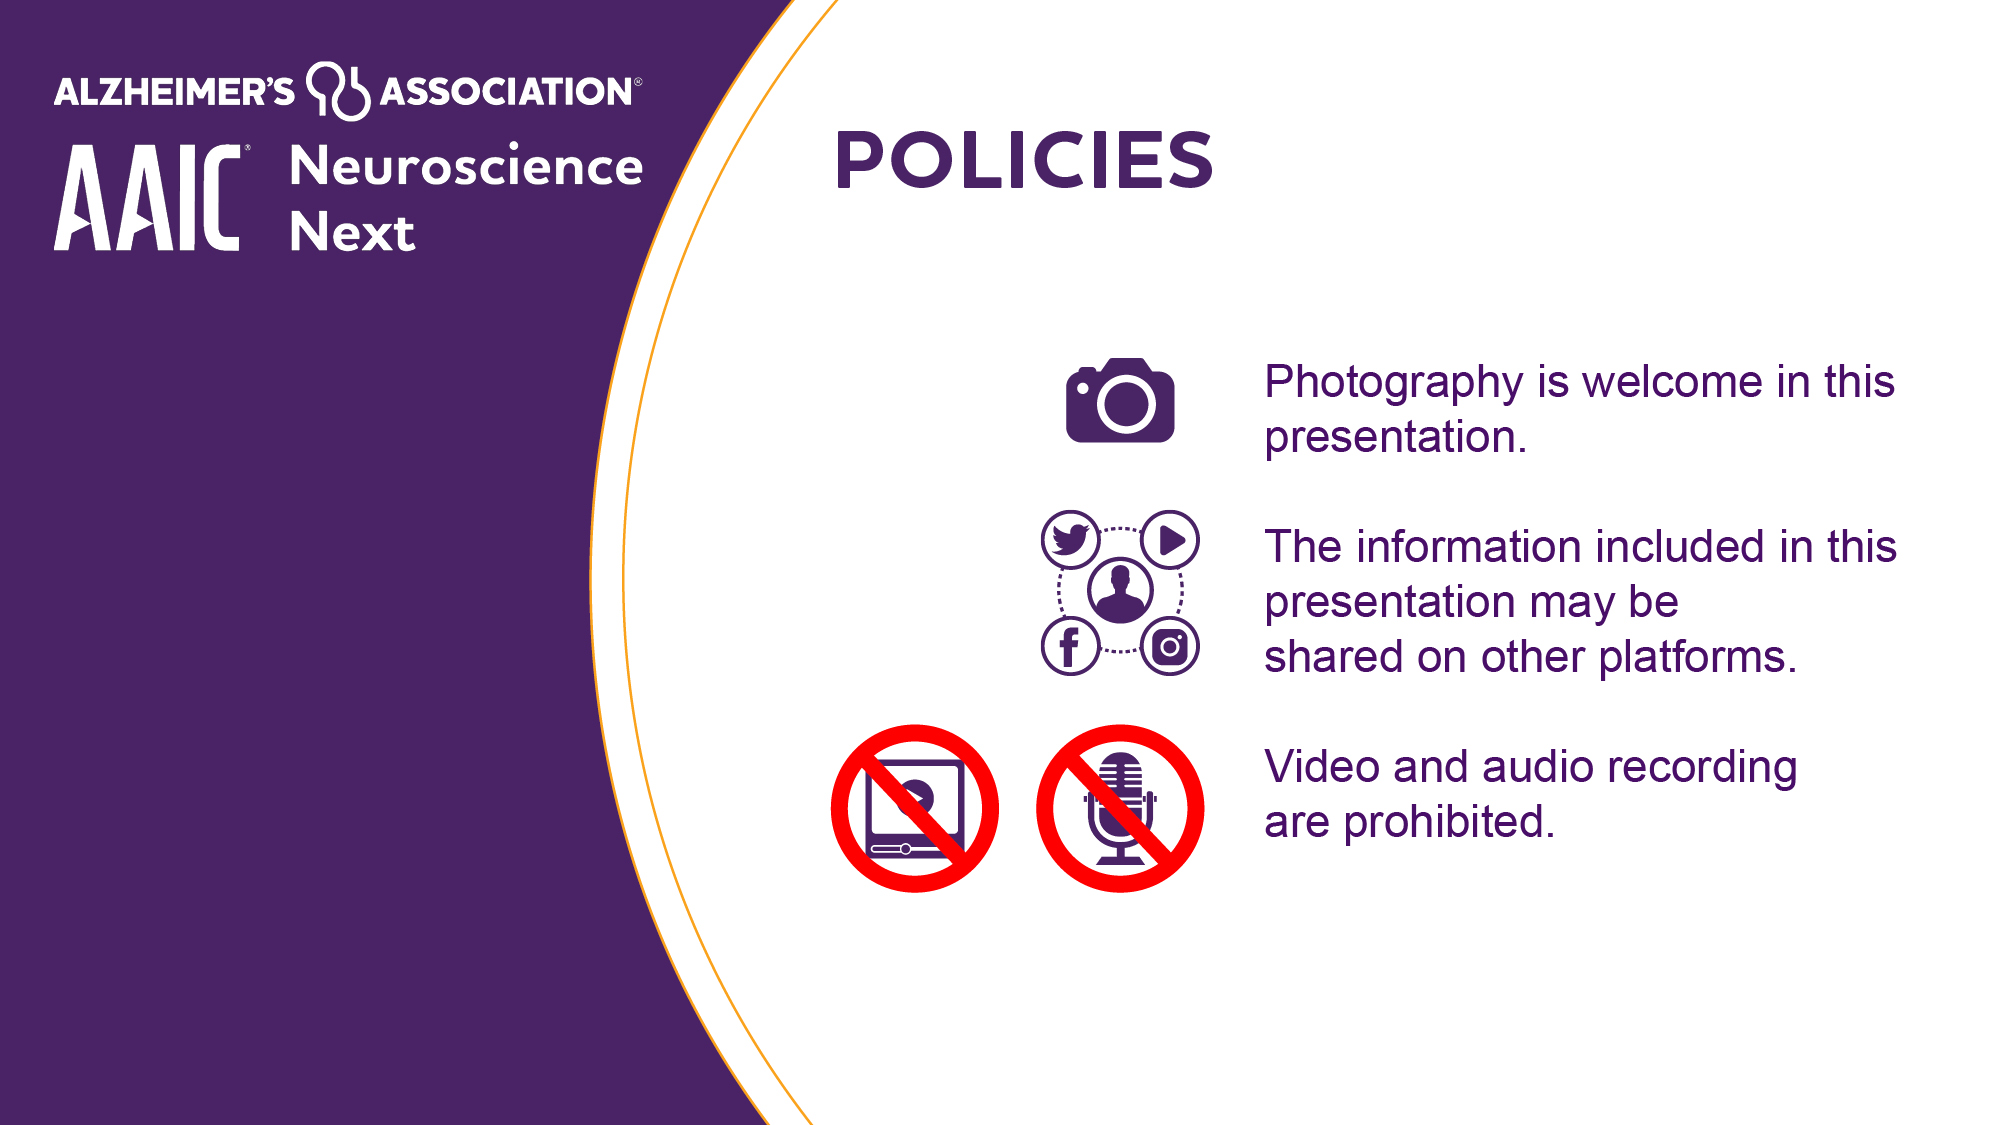 ALZHEIMER'S ASSOCIATION®
AAIC® Neuroscience
Next
POLICIES
Photography is welcome in this
presentation.
The information included in this
presentation may be
shared on other platforms.
Video and audio recording
are prohibited.